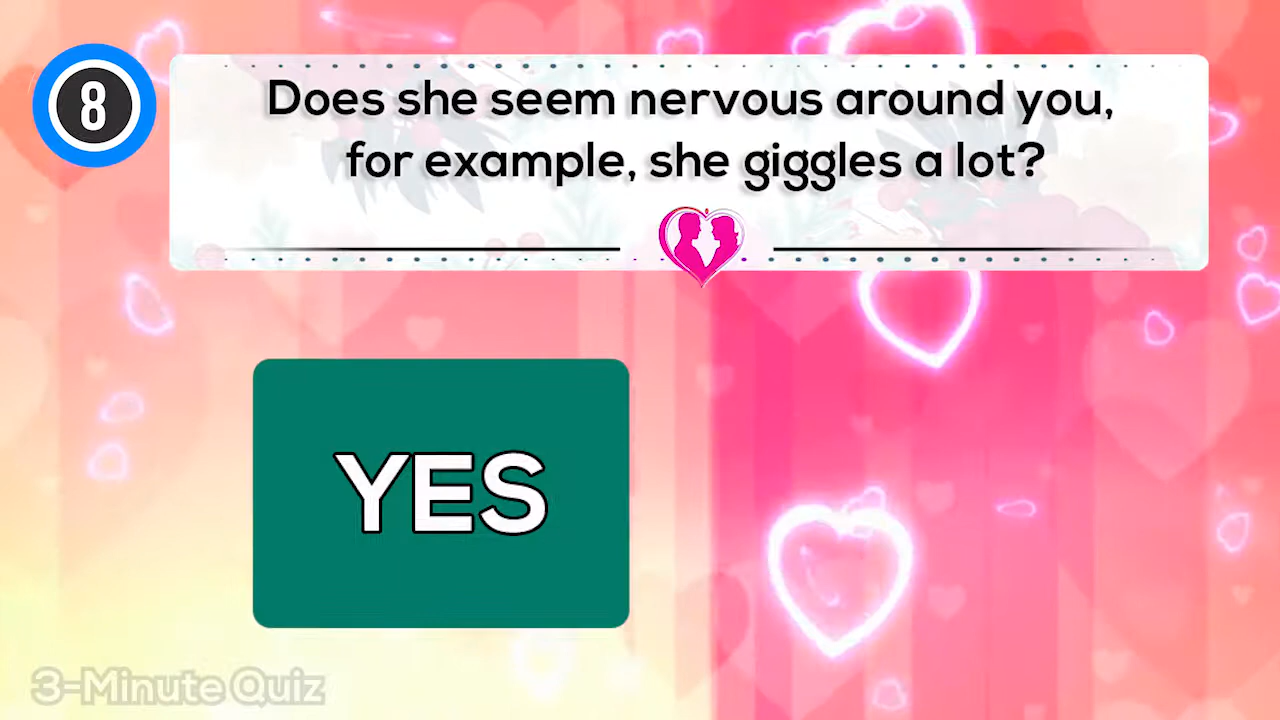 8
Does she seem nervous around you,
for example, she giggles a lot?
YES
3-Minute Quiz